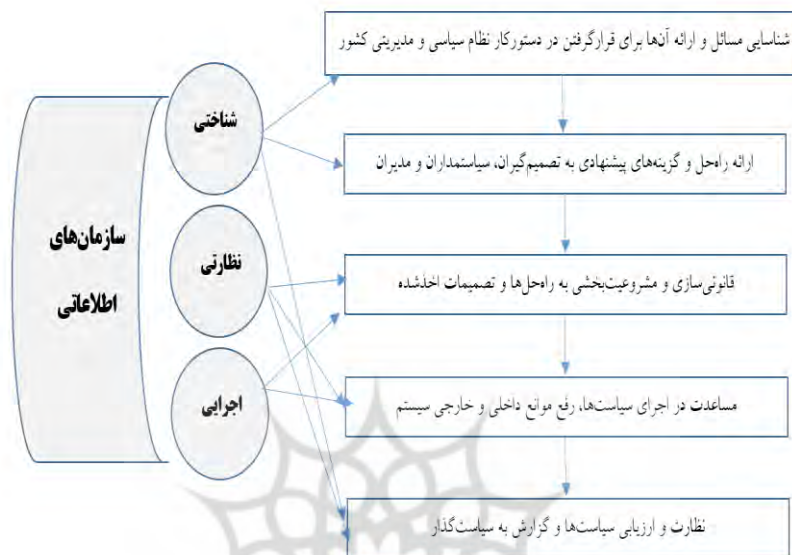 شناسایی مسائل و ارائه آن‌ها برای قرارگرفتن در دستورکار نظام سیاسی و مدیریتی کشور
ارائه راه‌حل و گزینه‌های پیشنهادی به تصمیم‌گیران، سیاستمداران و مدیران
قانونی‌سازی و مشروعیت‌بخشی به راه‌حل‌ها و تصمیمات اخذشده
مساعدت در اجرای سیاست‌ها، رفع موانع داخلی و خارجی سیستم
نظارت و ارزیابی سیاست‌ها و گزارش به سیاست‌گذار
شناختی
نظارتی
اجرایی
سازمان‌های
اطلاعاتی